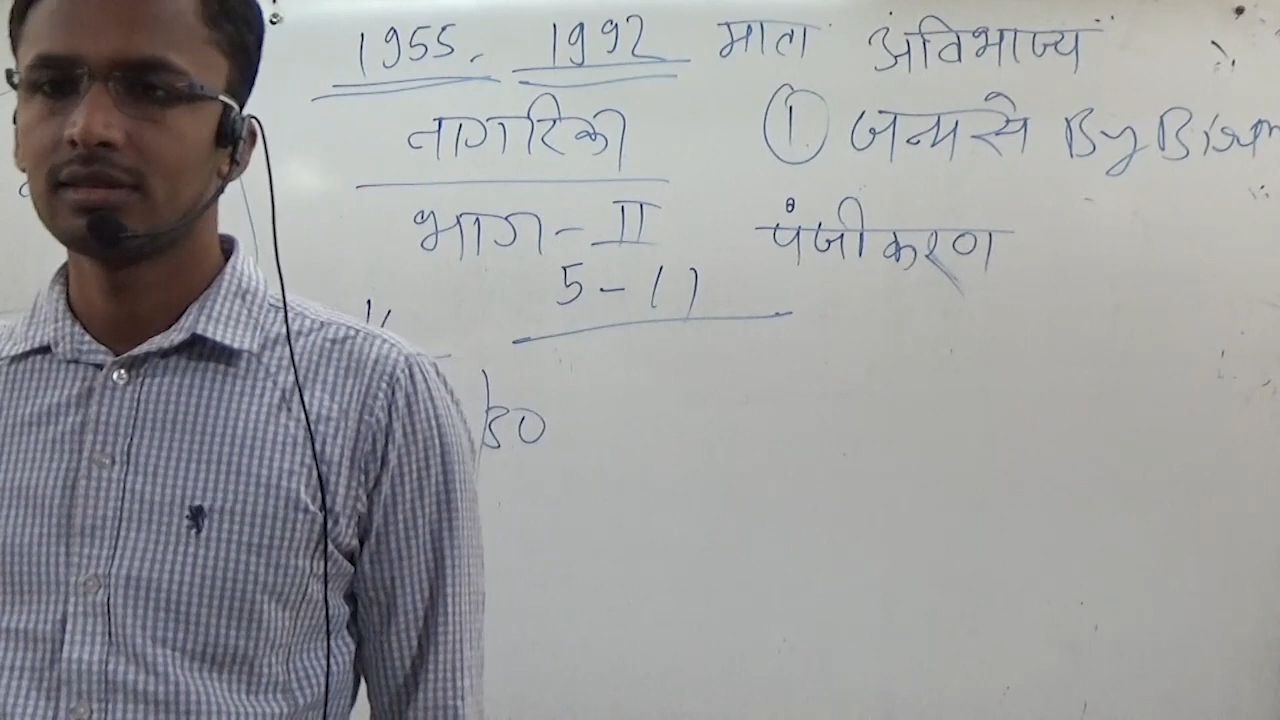 1955, 1992 माता अविभाज्य
नागरिका ① जन्म से By Birth
भाग - II पंजीकरण
5-11